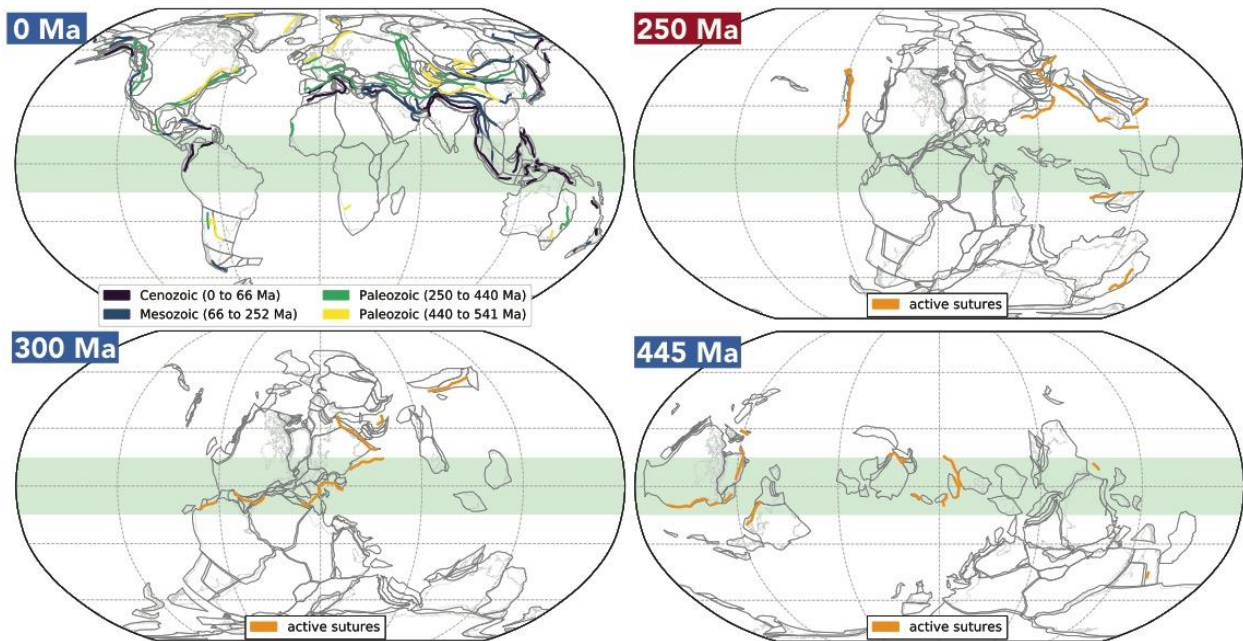 0 Ma
Cenozoic (0 to 66 Ma)
Mesozoic (66 to 252 Ma)
Paleozoic (250 to 440 Ma)
Paleozoic (440 to 541 Ma)
250 Ma
active sutures
300 Ma
active sutures
445 Ma
active sutures